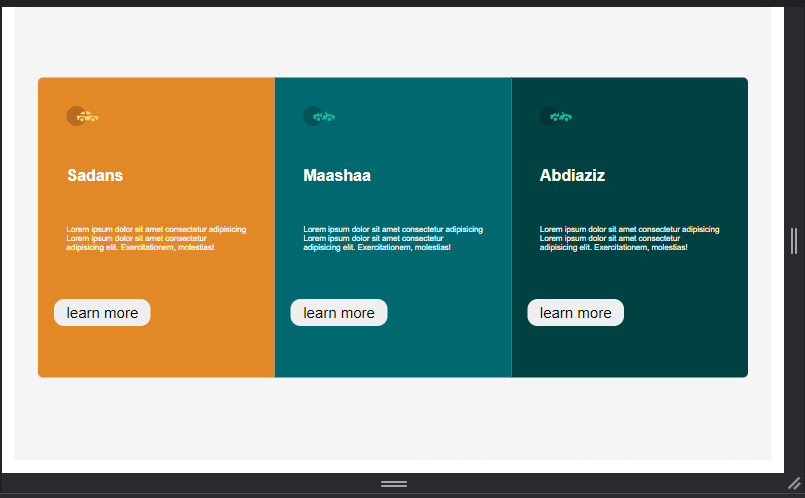 Sadans
Lorem ipsum dolor sit amet consectetur adipisicing
Lorem ipsum dolor sit amet consectetur
adipisicing elit. Exercitationem, molestias!
learn more
Maashaa
Lorem ipsum dolor sit amet consectetur adipisicing
Lorem ipsum dolor sit amet consectetur
adipisicing elit. Exercitationem, molestias!
learn more
Abdiaziz
Lorem ipsum dolor sit amet consectetur adipisicing
Lorem ipsum dolor sit amet consectetur
adipisicing elit. Exercitationem, molestias!
learn more